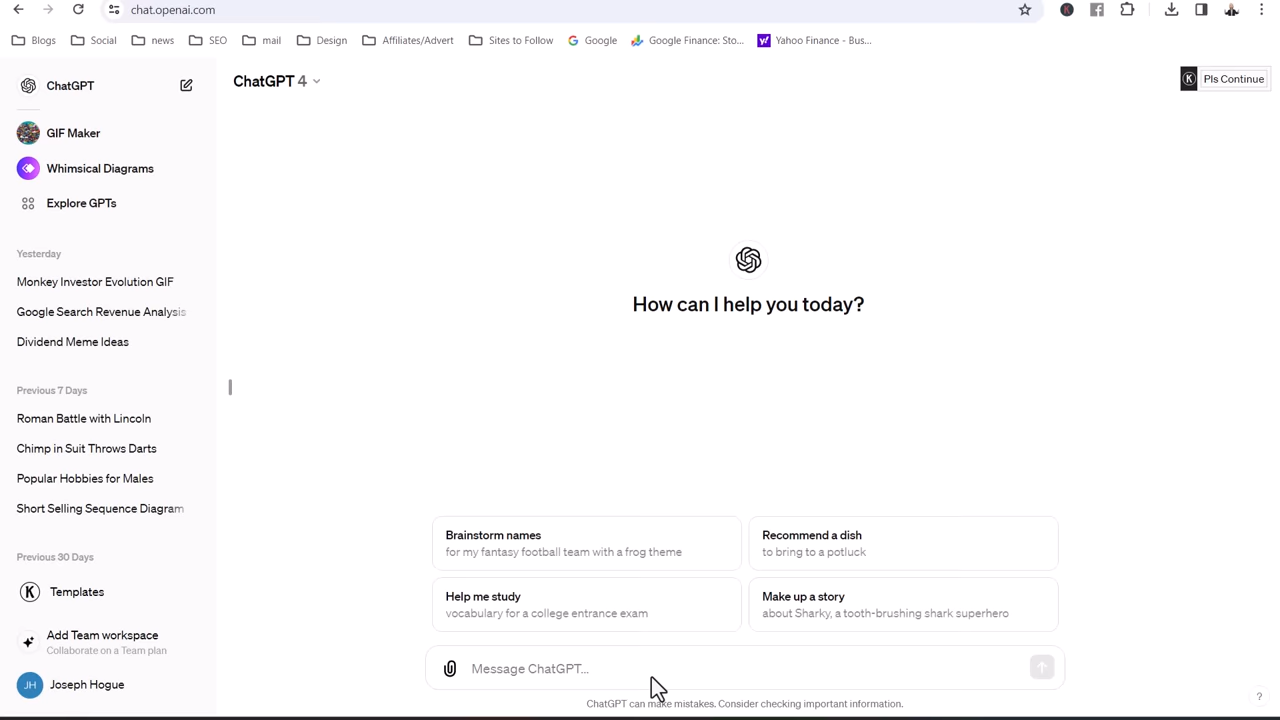 chat.openai.com
Blogs
Social
news
SEO
mail
Design
Affiliates/Advert
Sites to Follow
Google
Google Finance: Sto...
Yahoo Finance - Bus...
ChatGPT
ChatGPT 4
K Pls Continue
GIF Maker
Whimsical Diagrams
Explore GPTs
Yesterday
Monkey Investor Evolution GIF
Google Search Revenue Analysis
Dividend Meme Ideas
Previous 7 Days
Roman Battle with Lincoln
Chimp in Suit Throws Darts
Popular Hobbies for Males
Short Selling Sequence Diagram
Previous 30 Days
K Templates
Add Team workspace
Collaborate on a Team plan
JH Joseph Hogue
How can I help you today?
Brainstorm names
for my fantasy football team with a frog theme
Recommend a dish
to bring to a potluck
Help me study
vocabulary for a college entrance exam
Make up a story
about Sharky, a tooth-brushing shark superhero
Message ChatGPT...
ChatGPT can make mistakes. Consider checking important information.
?